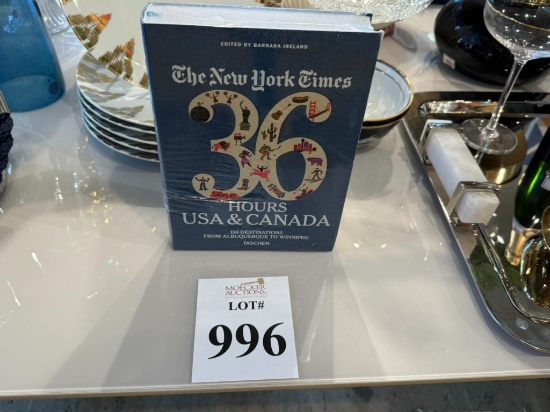 EDITED BY BARBARA IRELAND
The New York Times
36
HOURS
USA & CANADA
150 DESTINATIONS
FROM ALBUQUERQUE TO WINNIPEG
TASCHEN
MOECKER
AUCTIONS
LOT#
996